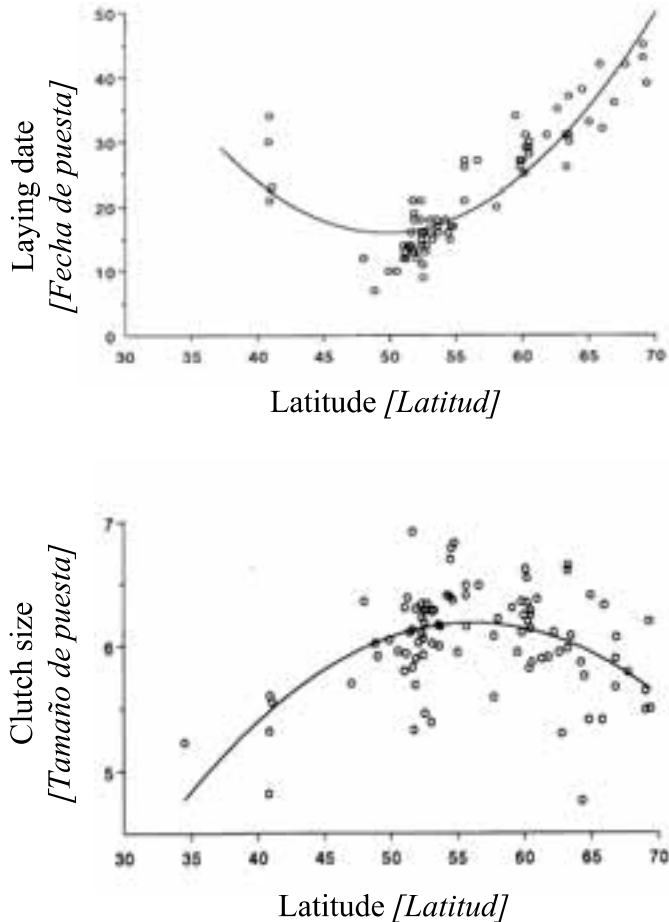 50
40
30
20
10
0
30 35 40 45 50 55 60 65 70
Laying date
[Fecha de puesta]
Latitude [Latitud]
7
6
5
30 35 40 45 50 55 60 65 70
Clutch size
[Tamaño de puesta]
Latitude [Latitud]